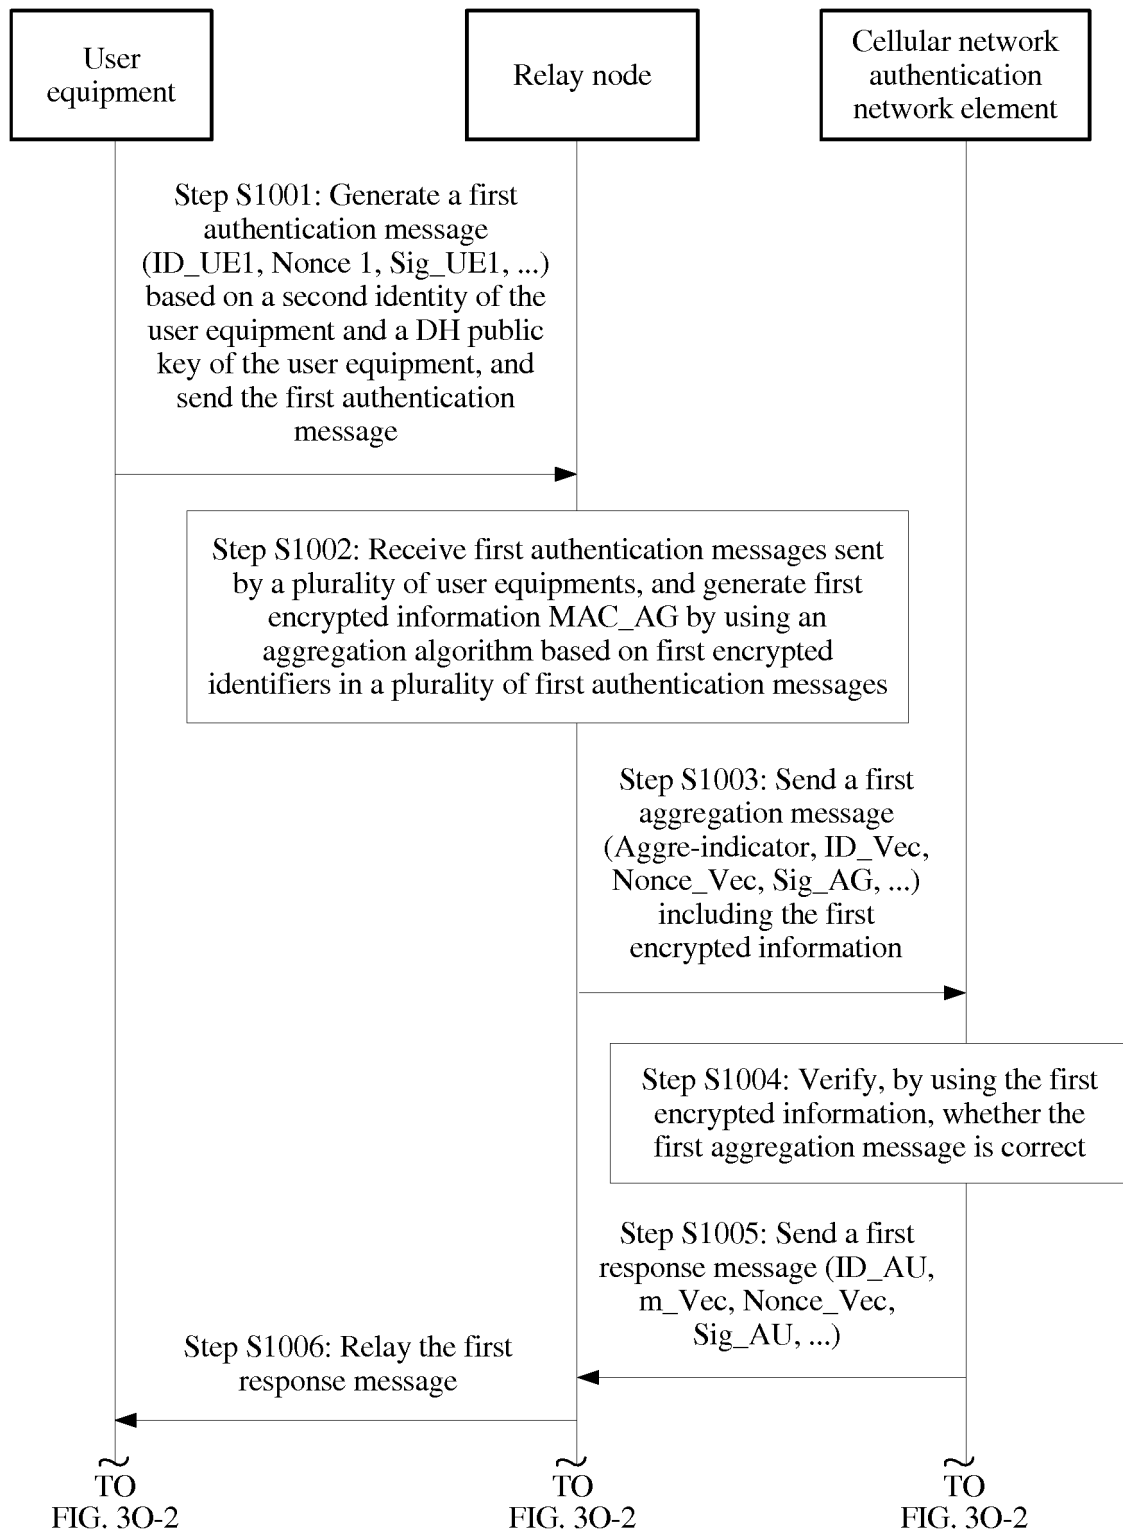 User
equipment
Relay node
Cellular network
authentication
network element
Step S1001: Generate a first
authentication message
(ID_UE1, Nonce 1, Sig_UE1, ...)
based on a second identity of the
user equipment and a DH public
key of the user equipment, and
send the first authentication
message
Step S1002: Receive first authentication messages sent
by a plurality of user equipments, and generate first
encrypted information MAC_AG by using an
aggregation algorithm based on first encrypted
identifiers in a plurality of first authentication messages
Step S1003: Send a first
aggregation message
(Aggre-indicator, ID_Vec,
Nonce_Vec, Sig_AG, ...)
including the first
encrypted information
Step S1004: Verify, by using the first
encrypted information, whether the
first aggregation message is correct
Step S1005: Send a first
response message (ID_AU,
m_Vec, Nonce_Vec,
Sig_AU, ...)
Step S1006: Relay the first
response message
TO
FIG. 3O-2
TO
FIG. 3O-2
TO
FIG. 3O-2